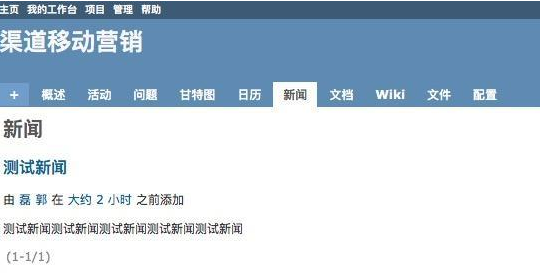 主页 我的工作台 项目 管理 帮助
渠道移动营销
+ 概述 活动 问题 甘特图 日历 新闻 文档 Wiki 文件 配置
新闻
测试新闻
由 磊 郭 在 大约 2 小时 之前添加
测试新闻测试新闻测试新闻测试新闻测试新闻
(1-1/1)